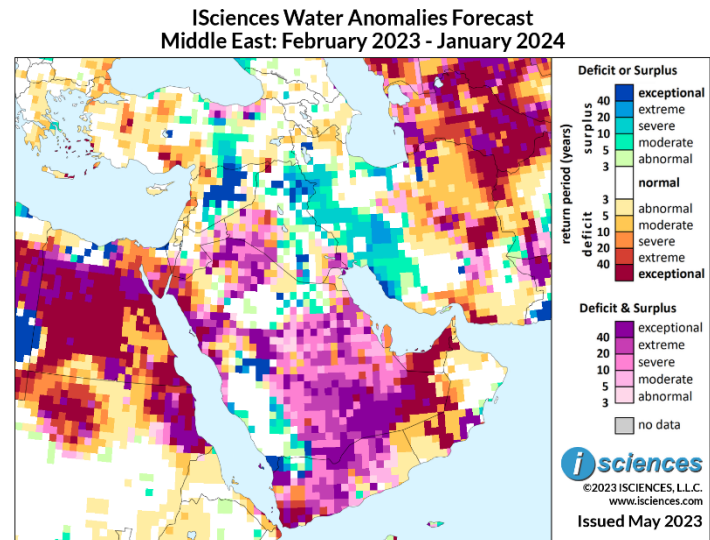 ISciences Water Anomalies Forecast
Middle East: February 2023 - January 2024
Deficit or Surplus
exceptional
40
extreme
20
severe
10
moderate
5
abnormal
3
normal
3
abnormal
5
moderate
10
severe
20
extreme
40
exceptional
return period (years)
surplus
deficit
Deficit & Surplus
exceptional
40
extreme
20
severe
10
moderate
5
abnormal
3
no data
i sciences
©2023 ISCIENCES, L.L.C.
www.isciences.com
Issued May 2023